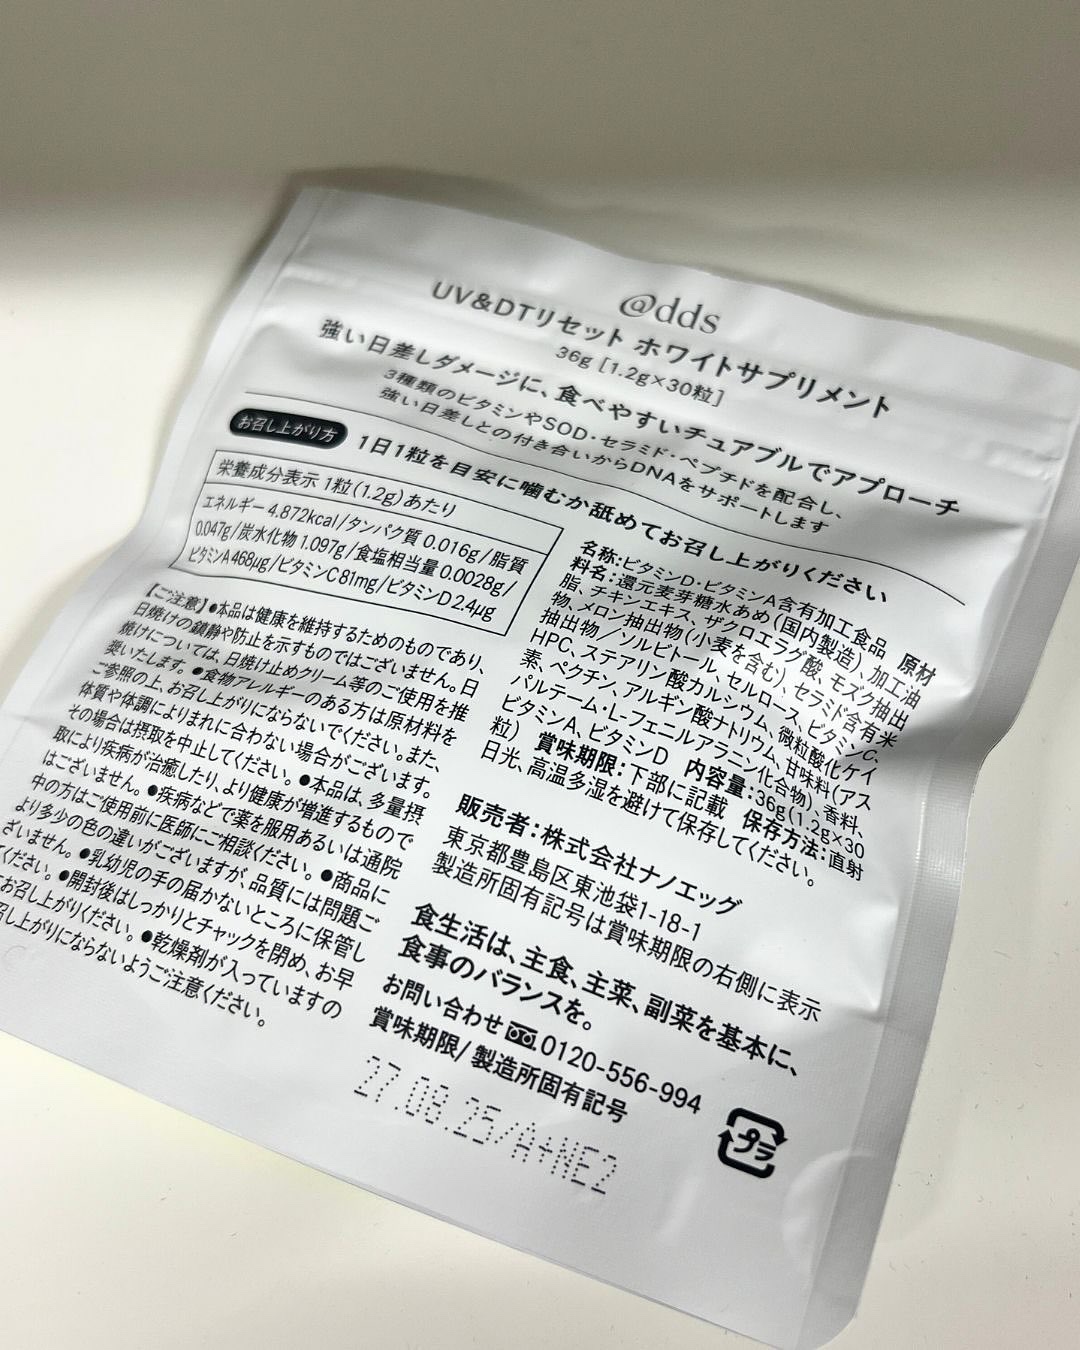 @dds
UV&DTリセット ホワイトサプリメント
36g [1.2g×30粒]
強い日差しダメージに、食べやすいチュアブルでアプローチ
3種類のビタミンやSOD・セラミド・ペプチドを配合し、
強い日差しとの付き合いからDNAをサポートします
お召し上がり方 1日1粒を目安に噛むか舐めてお召し上がりください
栄養成分表示 1粒(1.2g)あたり
エネルギー 4.872kcal/タンパク質 0.016g/脂質
0.047g/炭水化物 1.097g/食塩相当量 0.0028g/
ビタミンA 468μg/ビタミンC 81mg/ビタミンD 2.4μg
【ご注意】●本品は健康を維持するためのものであり、
日焼けの鎮静や防止を示すものではございません。日
焼けについては、日焼け止めクリーム等のご使用を推
奨いたします。●食物アレルギーのある方は原材料を
ご参照の上、お召し上がりにならないでください。また、
体質や体調によりまれに合わない場合がございます。
その場合は摂取を中止してください。●本品は、多量摂
取により疾病が治癒したり、より健康が増進するもので
はございません。●疾病などで薬を服用あるいは通院
中の方はご使用前に医師にご相談ください。●商品に
より多少の色の違いがございますが、品質には問題ご
ざいません。●乳幼児の手の届かないところに保管し
てください。●開封後はしっかりとチャックを閉め、お早
お召し上がりください。●乾燥剤が入っていますの
召し上がりにならないようご注意ください。
名称:ビタミンD・ビタミンA含有加工食品 原材
料名:還元麦芽糖水あめ(国内製造)、加工油
脂、チキンエキス、ザクロエラグ酸、モズク抽出
物、メロン抽出物(小麦を含む)、セラミド含有米
抽出物/ソルビトール、セルロース、ビタミンC、
HPC、ステアリン酸カルシウム、微粒酸化ケイ
素、ペクチン、アルギン酸ナトリウム、甘味料(アス
パルテーム・L-フェニルアラニン化合物)、香料、
ビタミンA、ビタミンD 内容量:36g(1.2g×30
粒) 賞味期限:下部に記載 保存方法:直射
日光、高温多湿を避けて保存してください。
販売者:株式会社ナノエッグ
東京都豊島区東池袋1-18-1
製造所固有記号は賞味期限の右側に表示
食生活は、主食、主菜、副菜を基本に、
食事のバランスを。
お問い合わせ 0120-556-994
賞味期限/製造所固有記号
27.08.25/A+NE2
プラ